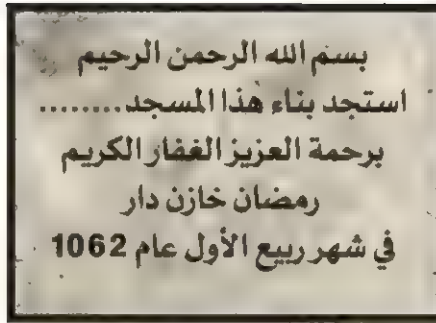 بسم الله الرحمن الرحيم
استجد بناء هذا المسجد........
برحمة العزيز الغفار الكريم
رمضان خازن دار
في شهر ربيع الأول عام 1062